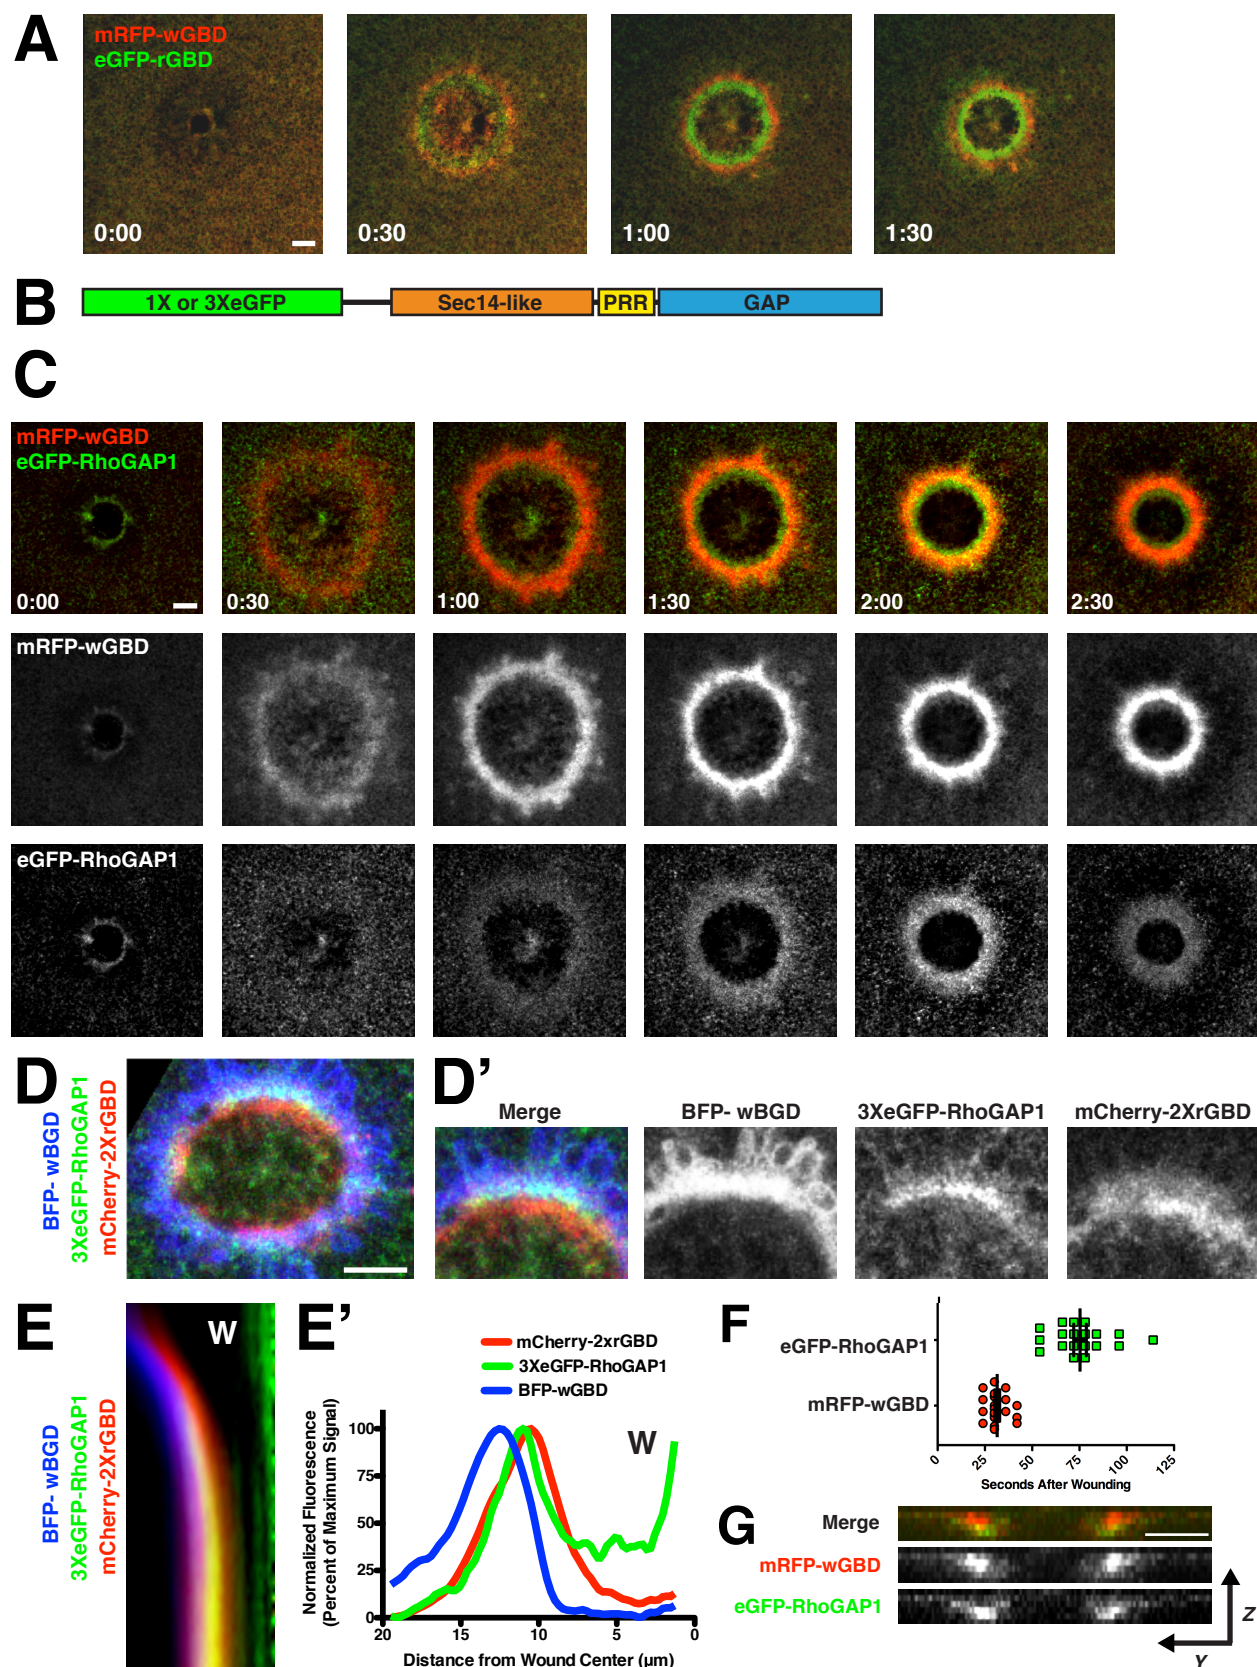 A
mRFP-wGBD
eGFP-rGBD
0:00
0:30
1:00
1:30
B
1X or 3XeGFP
Sec14-like
PRR
GAP
C
mRFP-wGBD
eGFP-RhoGAP1
0:00
0:30
1:00
1:30
2:00
2:30
mRFP-wGBD
eGFP-RhoGAP1
D
BFP- wBGD
3XeGFP-RhoGAP1
mCherry-2XrGBD
D'
Merge
BFP- wBGD
3XeGFP-RhoGAP1
mCherry-2XrGBD
E
BFP- wBGD
3XeGFP-RhoGAP1
mCherry-2XrGBD
W
E'
mCherry-2xrGBD
3XeGFP-RhoGAP1
BFP-wGBD
W
Normalized Fluorescence
(Percent of Maximum Signal)
100
75
50
25
0
20
15
10
5
0
Distance from Wound Center (µm)
F
eGFP-RhoGAP1
mRFP-wGBD
0
25
50
75
100
125
Seconds After Wounding
G
Merge
mRFP-wGBD
eGFP-RhoGAP1
Z
Y